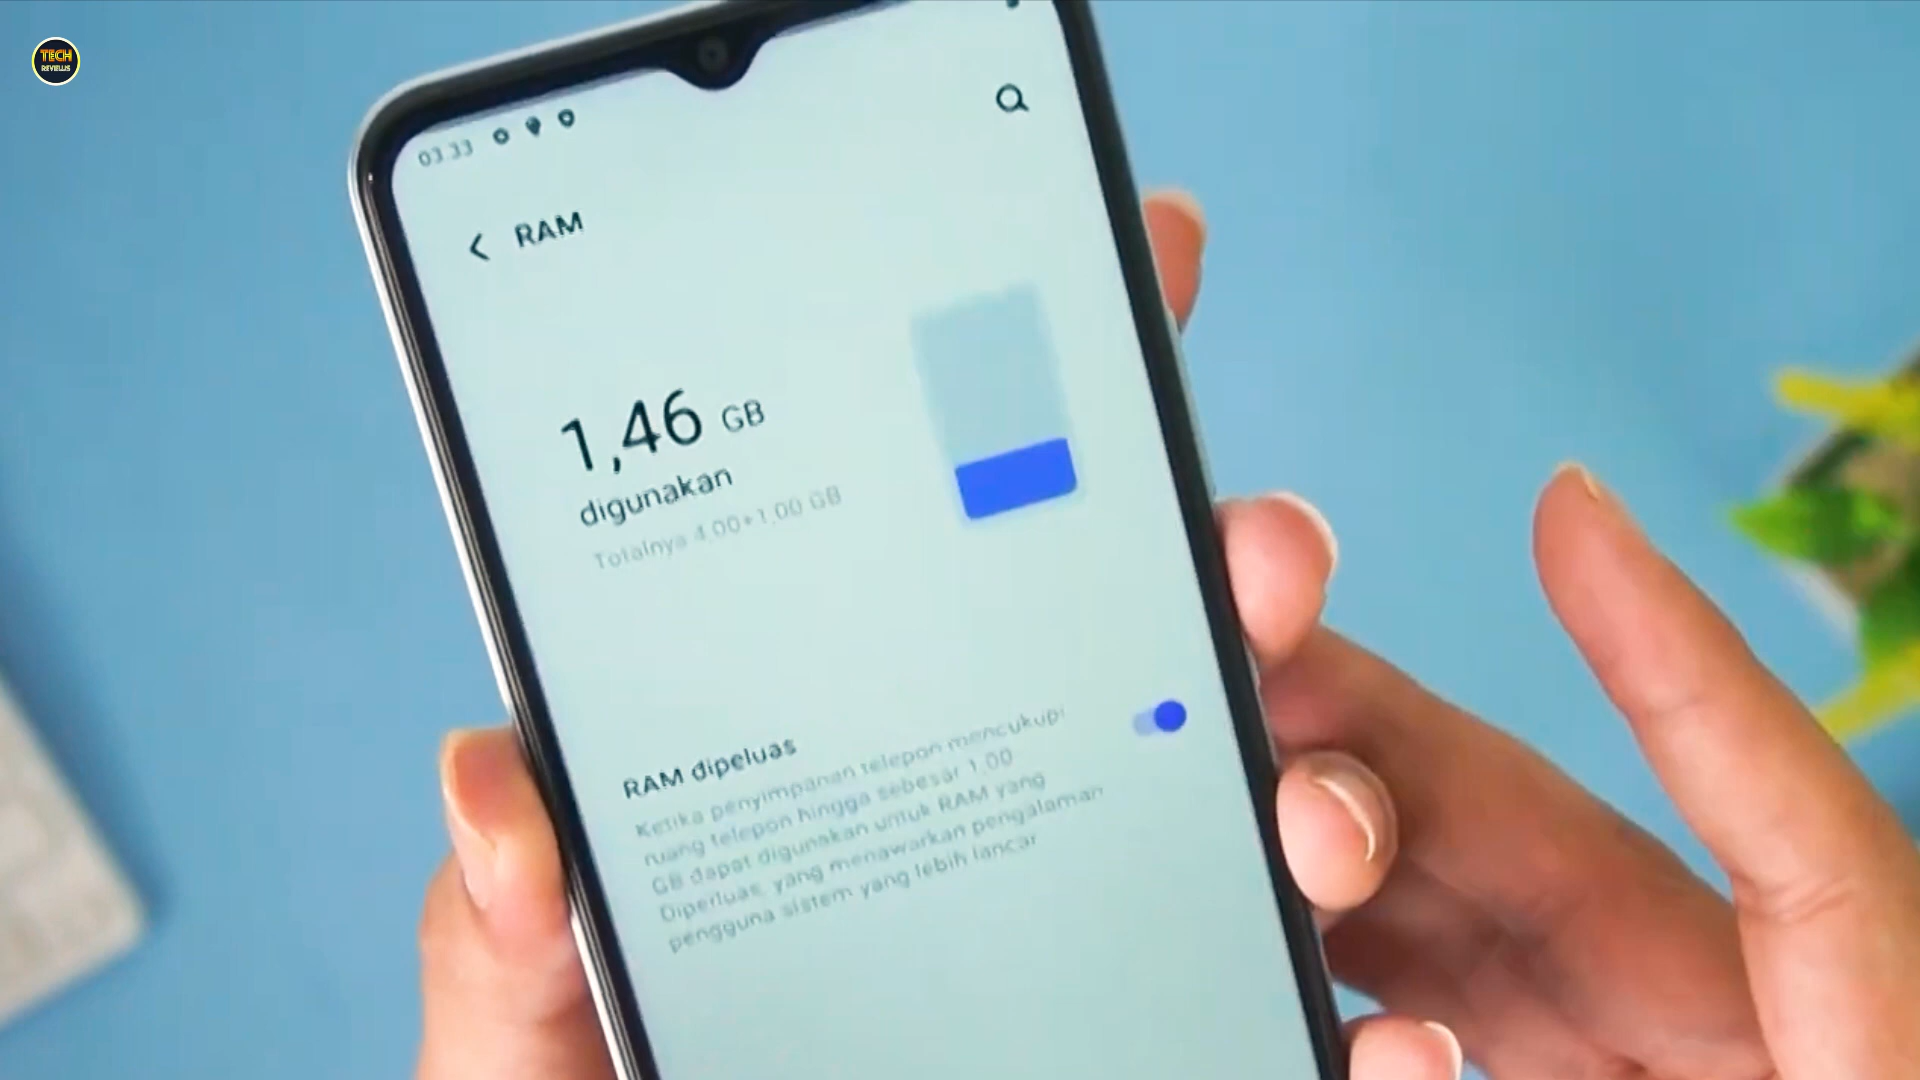 TECH
REVIEWS
03.33
RAM
1,46 GB
digunakan
Totalnya 4.00+1.00 GB
RAM dipeluas
Ketika penyimpanan telepon mencukupi
ruang telepon hingga sebesar 1.00
GB dapat digunakan untuk RAM yang
Diperluas, yang menawarkan pengalaman
pengguna sistem yang lebih lancar